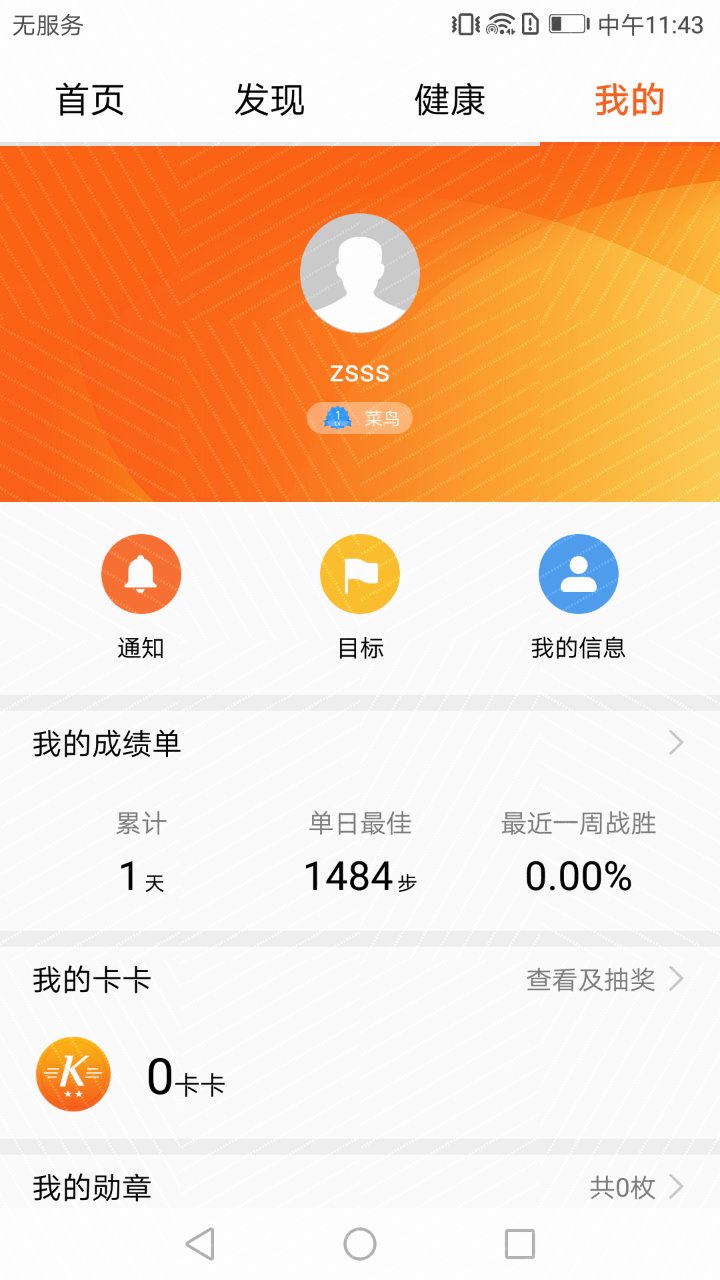 无服务 中午11:43
首页 发现 健康 我的
zsss
1 Lv 菜鸟
通知 目标 我的信息
我的成绩单
累计 单日最佳 最近一周战胜
1天 1484步 0.00%
我的卡卡 查看及抽奖
K 0卡卡
我的勋章 共0枚